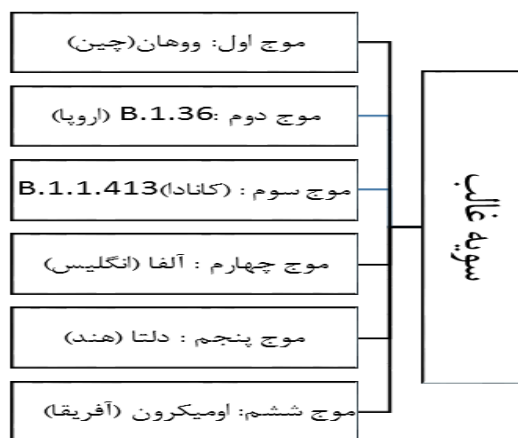 سویه غالب
موج اول: ووهان(چین)
موج دوم :B.1.36 (اروپا)
موج سوم : (کانادا)B.1.1.413
موج چهارم : آلفا (انگلیس)
موج پنجم : دلتا (هند)
موج ششم: اومیکرون (آفریقا)